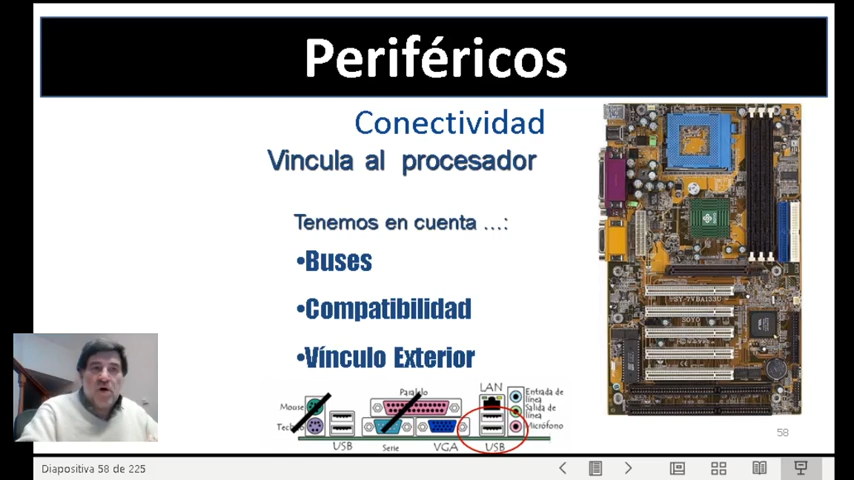 Periféricos
Conectividad
Vincula al procesador
Tenemos en cuenta ...:
•Buses
•Compatibilidad
•Vínculo Exterior
Mouse
USB
Paralelo
Serie
VGA
LAN
USB
Entrada de
línea
Salida de
línea
Micrófono
SOYO
58
Diapositiva 58 de 225